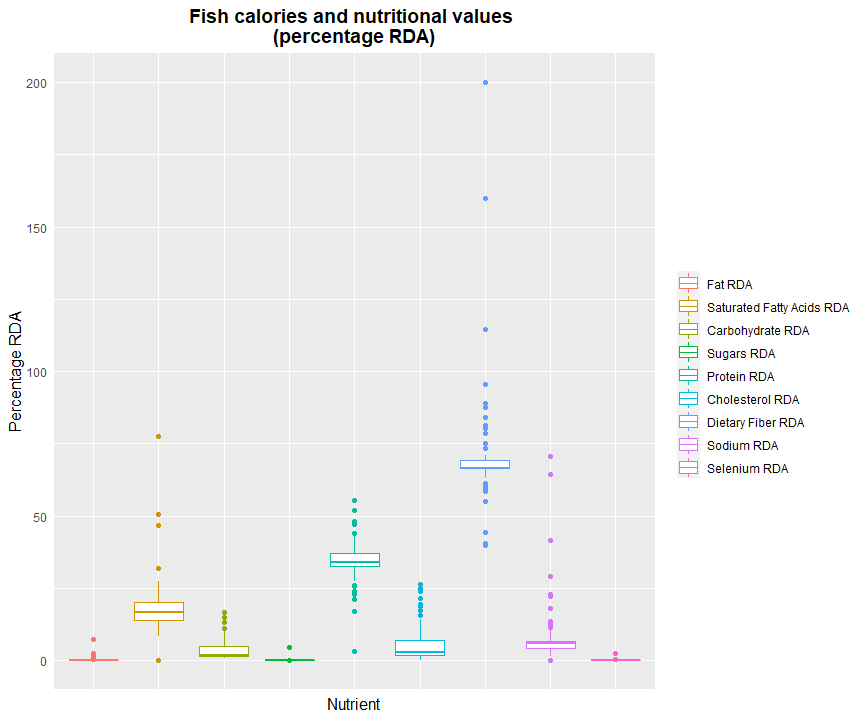 Fish calories and nutritional values
(percentage RDA)
200
150
100
50
0
Percentage RDA
Nutrient
Fat RDA
Saturated Fatty Acids RDA
Carbohydrate RDA
Sugars RDA
Protein RDA
Cholesterol RDA
Dietary Fiber RDA
Sodium RDA
Selenium RDA